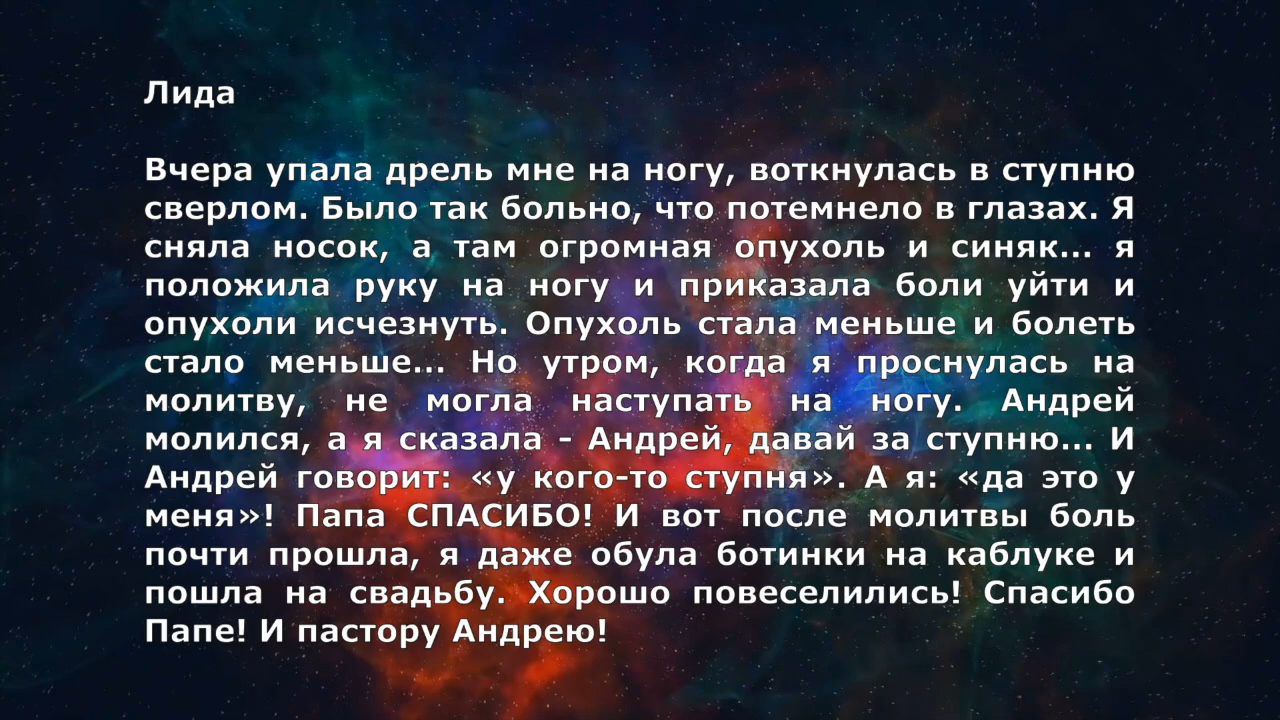 Лида
Вчера упала дрель мне на ногу, воткнулась в ступню
сверлом. Было так больно, что потемнело в глазах. Я
сняла носок, а там огромная опухоль и синяк... я
положила руку на ногу и приказала боли уйти и
опухоли исчезнуть. Опухоль стала меньше и болеть
стало меньше... Но утром, когда я проснулась на
молитву, не могла наступать на ногу. Андрей
молился, а я сказала - Андрей, давай за ступню... И
Андрей говорит: «у кого-то ступня». А я: «да это у
меня»! Папа СПАСИБО! И вот после молитвы боль
почти прошла, я даже обула ботинки на каблуке и
пошла на свадьбу. Хорошо повеселились! Спасибо
Папе! И пастору Андрею!